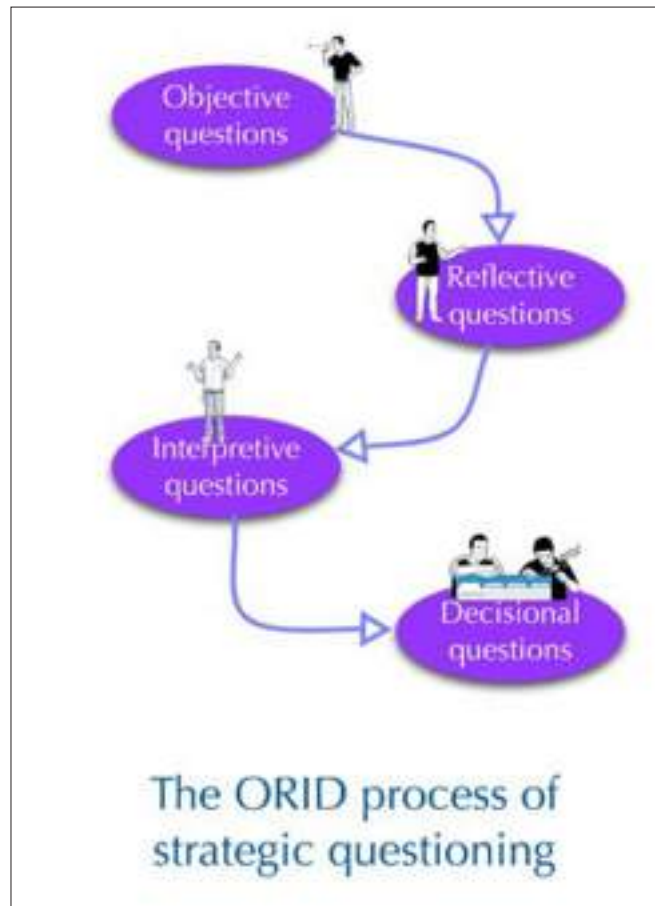 Objective
questions
Reflective
questions
Interpretive
questions
Decisional
questions
The ORID process of
strategic questioning